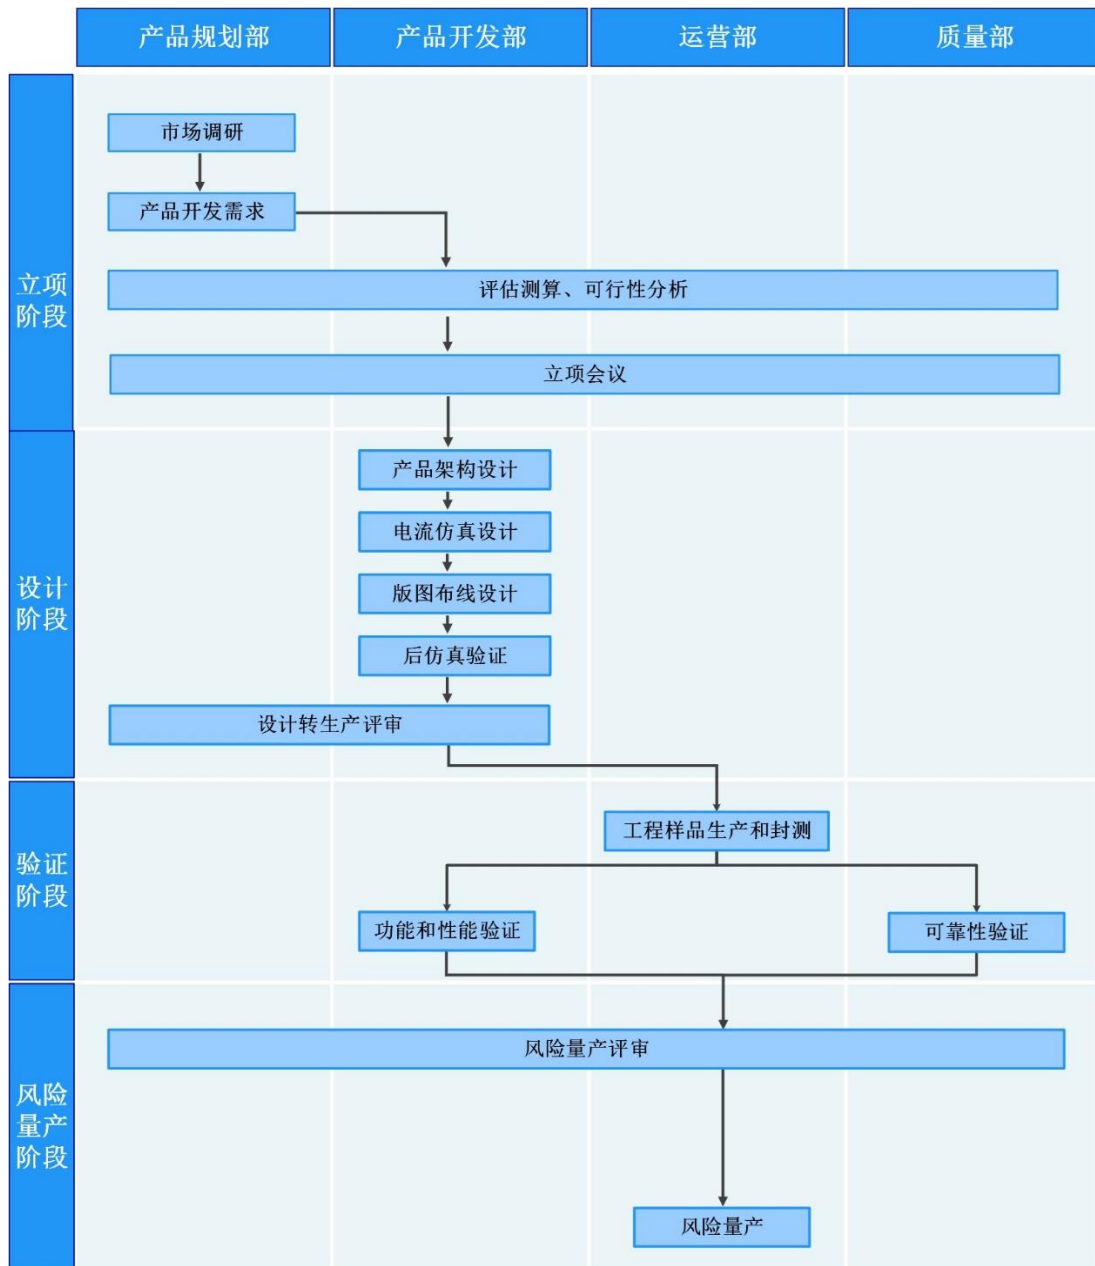 产品规划部
产品开发部
运营部
质量部
立项
阶段
市场调研
产品开发需求
评估测算、可行性分析
立项会议
设计
阶段
产品架构设计
电流仿真设计
版图布线设计
后仿真验证
设计转生产评审
验证
阶段
工程样品生产和封测
功能和性能验证
可靠性验证
风险
量产
阶段
风险量产评审
风险量产